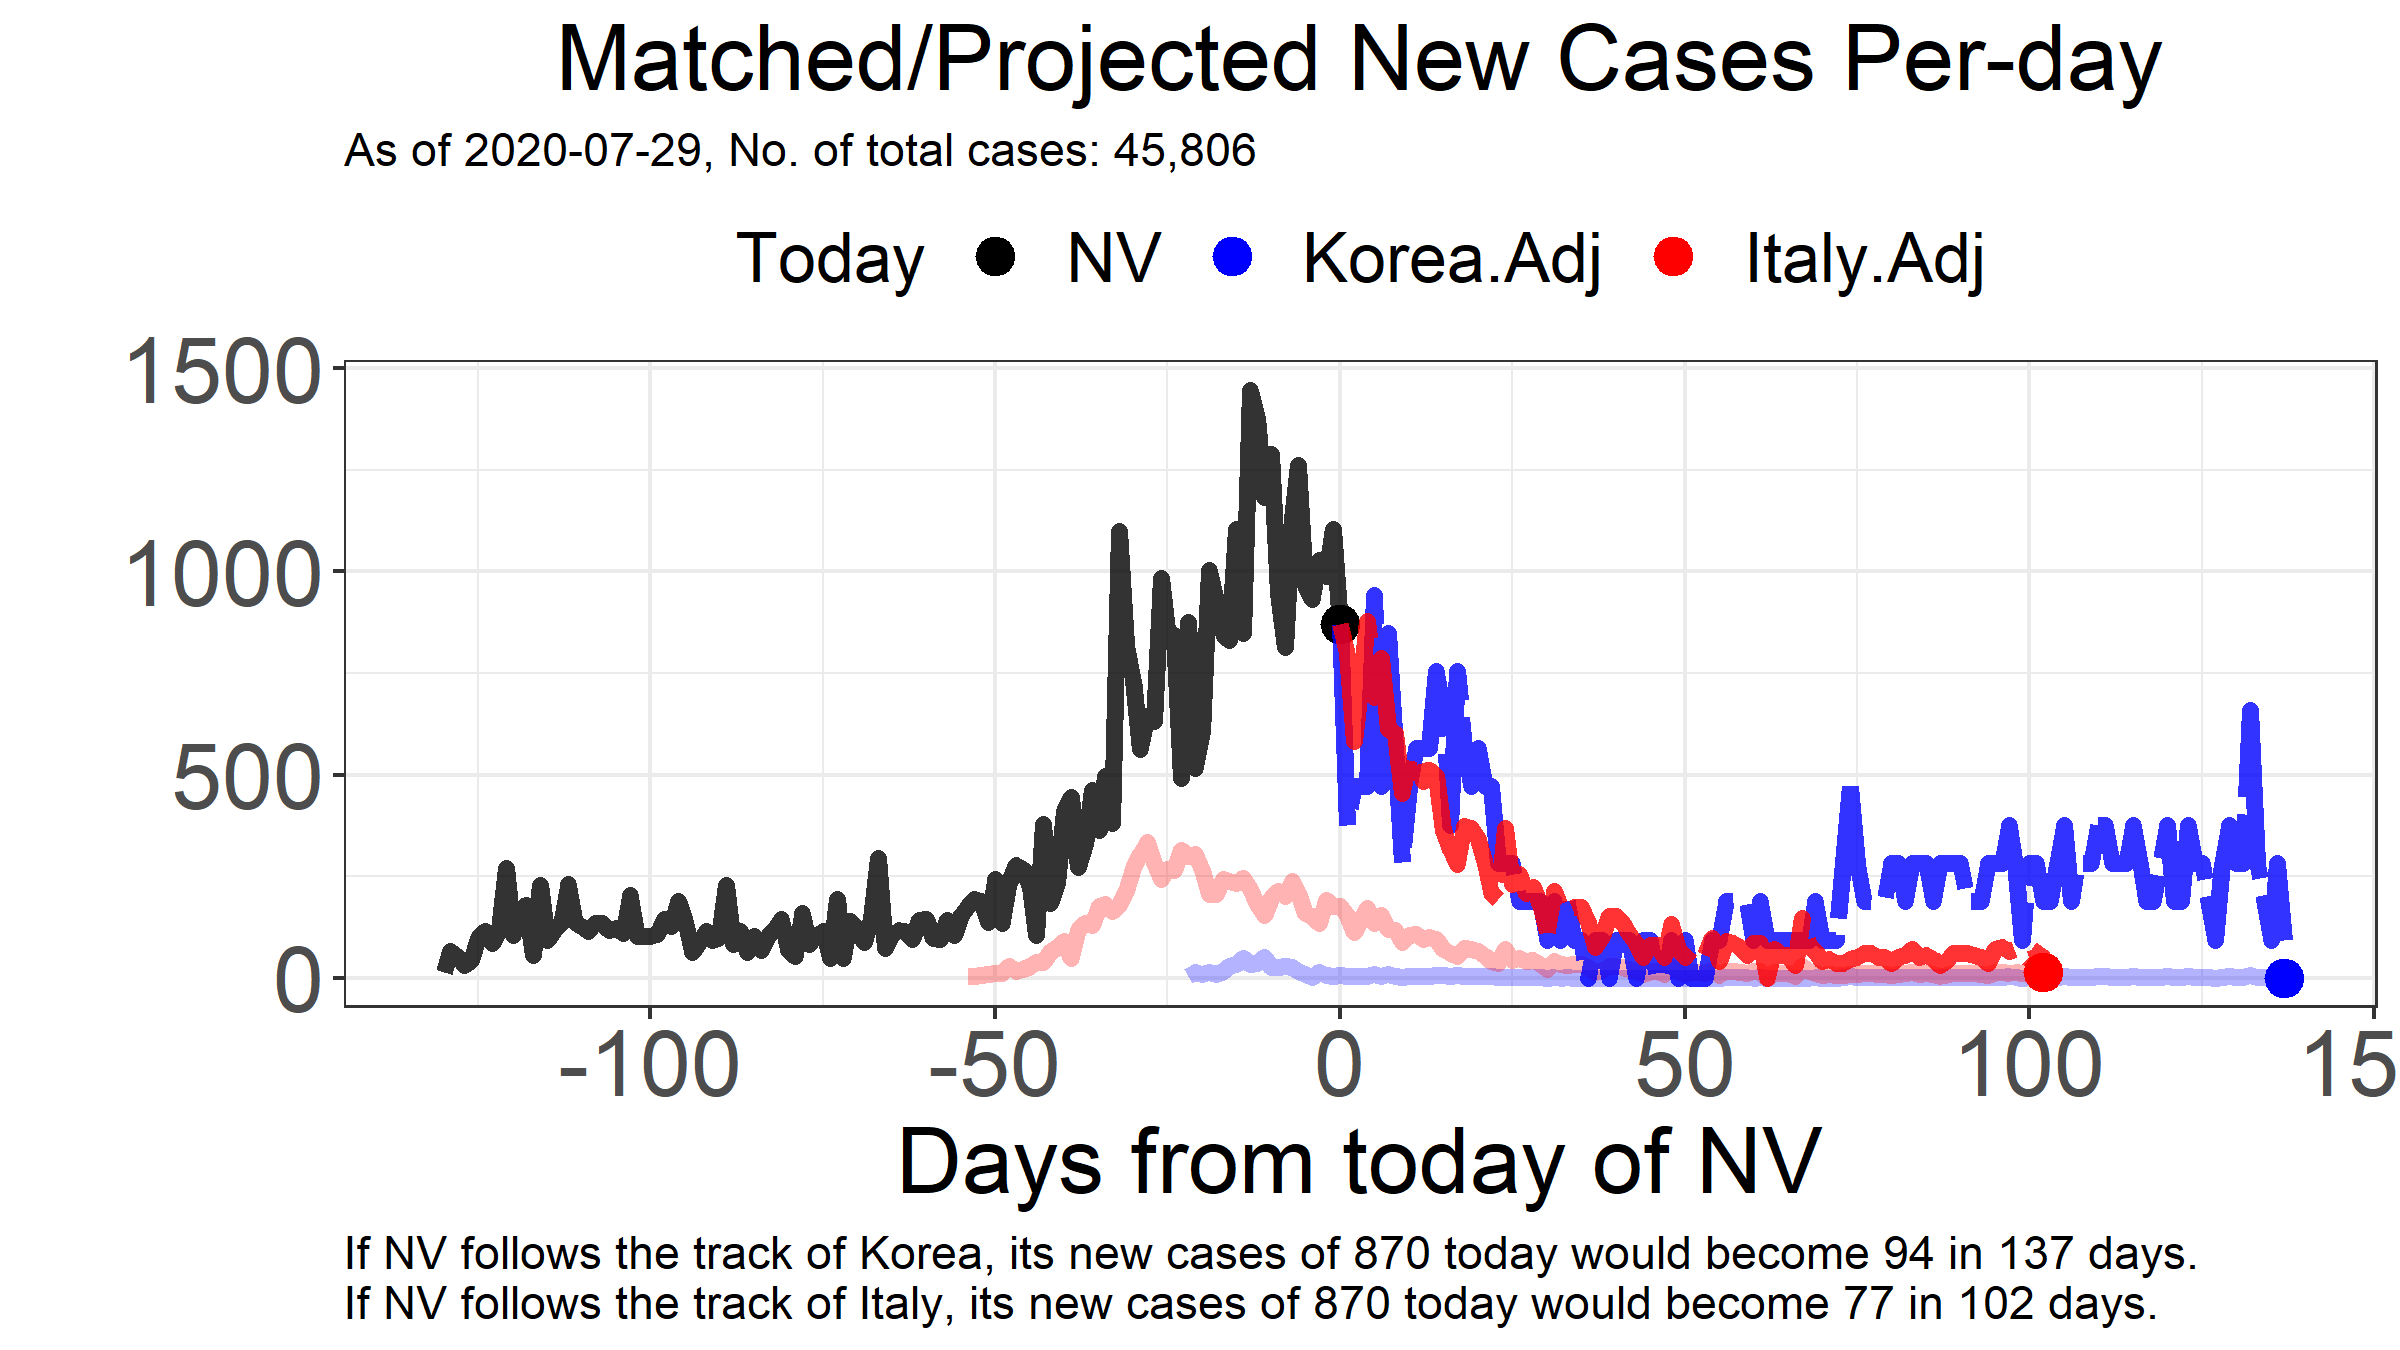 Matched/Projected New Cases Per-day
As of 2020-07-29, No. of total cases: 45,806
Today NV Korea.Adj Italy.Adj
1500
1000
500
0
-100 -50 0 50 100 15
Days from today of NV
If NV follows the track of Korea, its new cases of 870 today would become 94 in 137 days.
If NV follows the track of Italy, its new cases of 870 today would become 77 in 102 days.